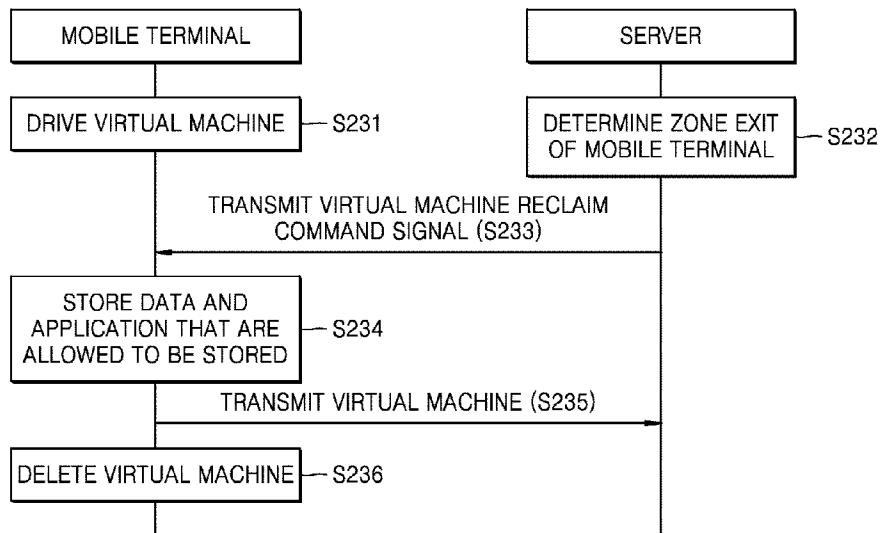 MOBILE TERMINAL
SERVER
DRIVE VIRTUAL MACHINE
S231
DETERMINE ZONE EXIT
OF MOBILE TERMINAL
S232
TRANSMIT VIRTUAL MACHINE RECLAIM
COMMAND SIGNAL (S233)
STORE DATA AND
APPLICATION THAT ARE
ALLOWED TO BE STORED
S234
TRANSMIT VIRTUAL MACHINE (S235)
DELETE VIRTUAL MACHINE
S236